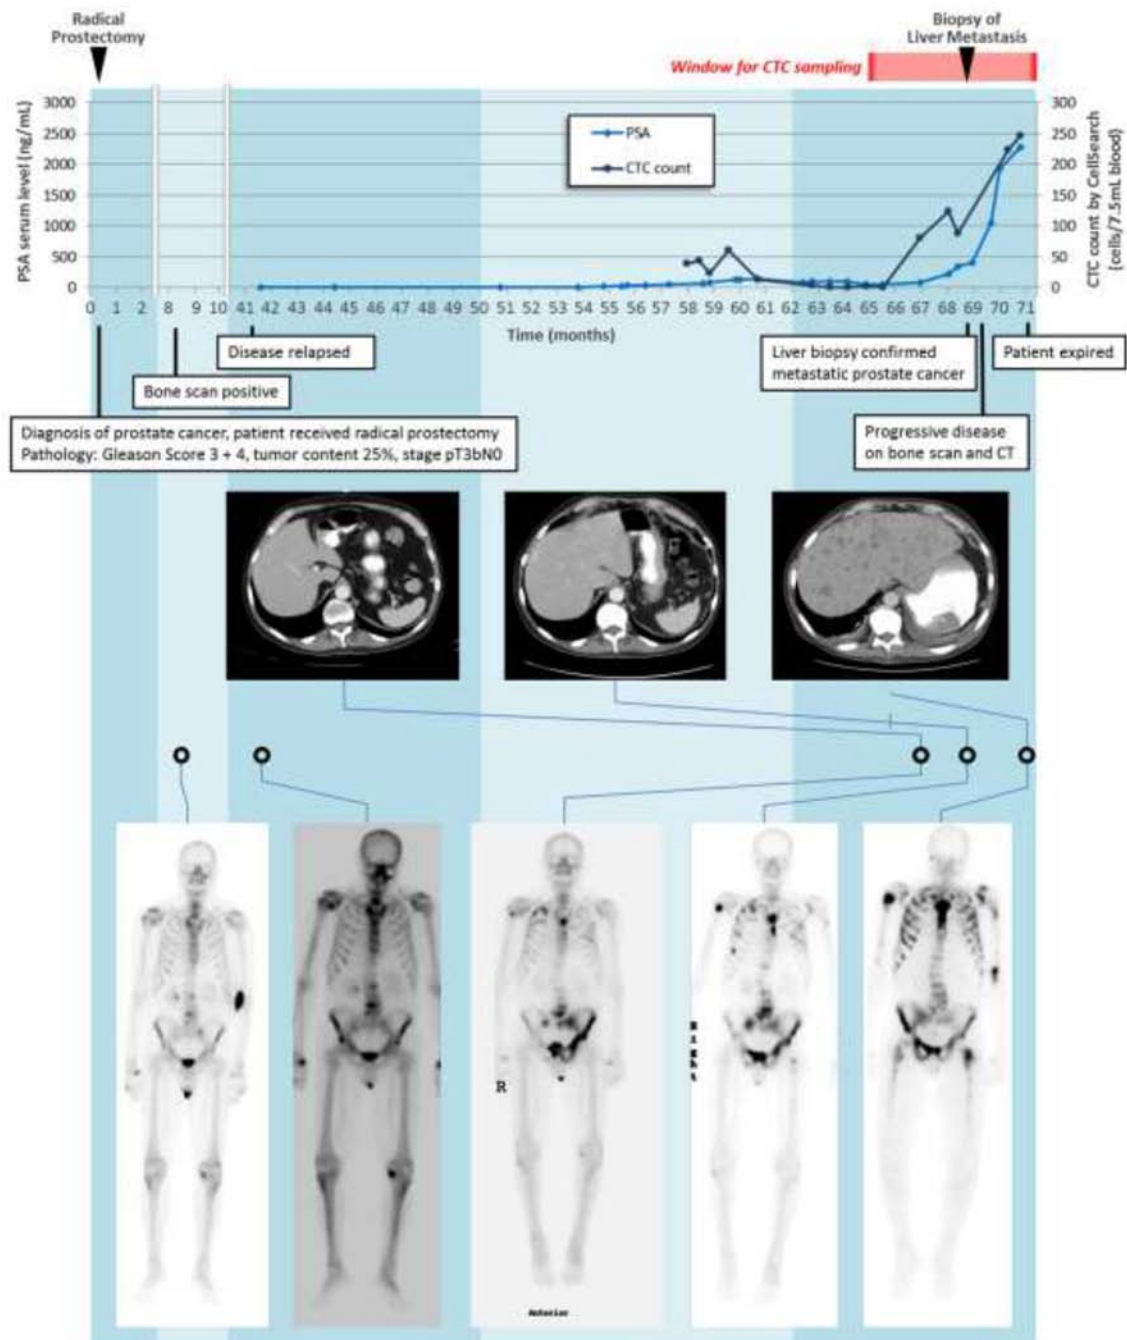 Radical
Prostectomy
Biopsy of
Liver Metastasis
Window for CTC sampling
PSA serum level (ng/mL)
3000
2500
2000
1500
1000
500
0
PSA
CTC count
300
250
200
150
100
50
0
CTC count by CellSearch
(cells/7.5mL blood)
0 1 2 8 9 10 41 42 43 44 45 46 47 48 49 50 51 52 53 54 55 56 57 58 59 60 61 62 63 64 65 66 67 68 69 70 71
Time (months)
Disease relapsed
Liver biopsy confirmed
metastatic prostate cancer
Patient expired
Bone scan positive
Diagnosis of prostate cancer, patient received radical prostectomy
Pathology: Gleason Score 3 + 4, tumor content 25%, stage pT3bN0
Progressive disease
on bone scan and CT
Right
R
Anterior